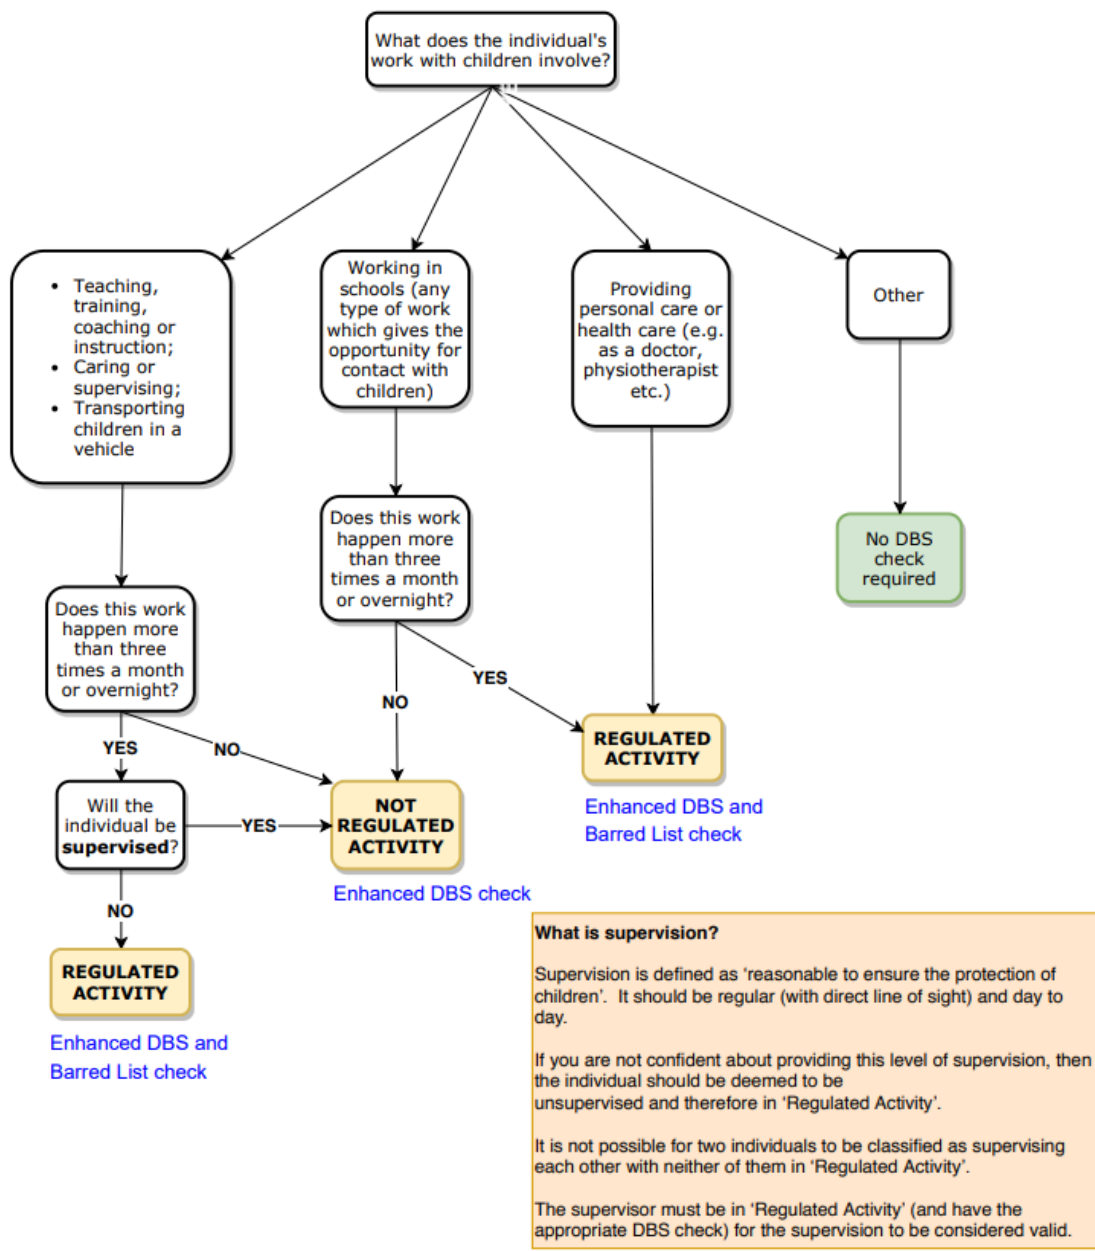 What does the individual's
work with children involve?
• Teaching,
training,
coaching or
instruction;
• Caring or
supervising;
• Transporting
children in a
vehicle
Working in
schools (any
type of work
which gives the
opportunity for
contact with
children)
Providing
personal care or
health care (e.g.
as a doctor,
physiotherapist
etc.)
Other
Does this work
happen more
than three
times a month
or overnight?
No DBS
check
required
Does this work
happen more
than three
times a month
or overnight?
YES
NO
YES
NO
REGULATED
ACTIVITY
Enhanced DBS and
Barred List check
Will the
individual be
supervised?
YES
NOT
REGULATED
ACTIVITY
Enhanced DBS check
NO
REGULATED
ACTIVITY
Enhanced DBS and
Barred List check
What is supervision?
Supervision is defined as ‘reasonable to ensure the protection of
children’. It should be regular (with direct line of sight) and day to
day.
If you are not confident about providing this level of supervision, then
the individual should be deemed to be
unsupervised and therefore in ‘Regulated Activity’.
It is not possible for two individuals to be classified as supervising
each other with neither of them in ‘Regulated Activity’.
The supervisor must be in ‘Regulated Activity’ (and have the
appropriate DBS check) for the supervision to be considered valid.